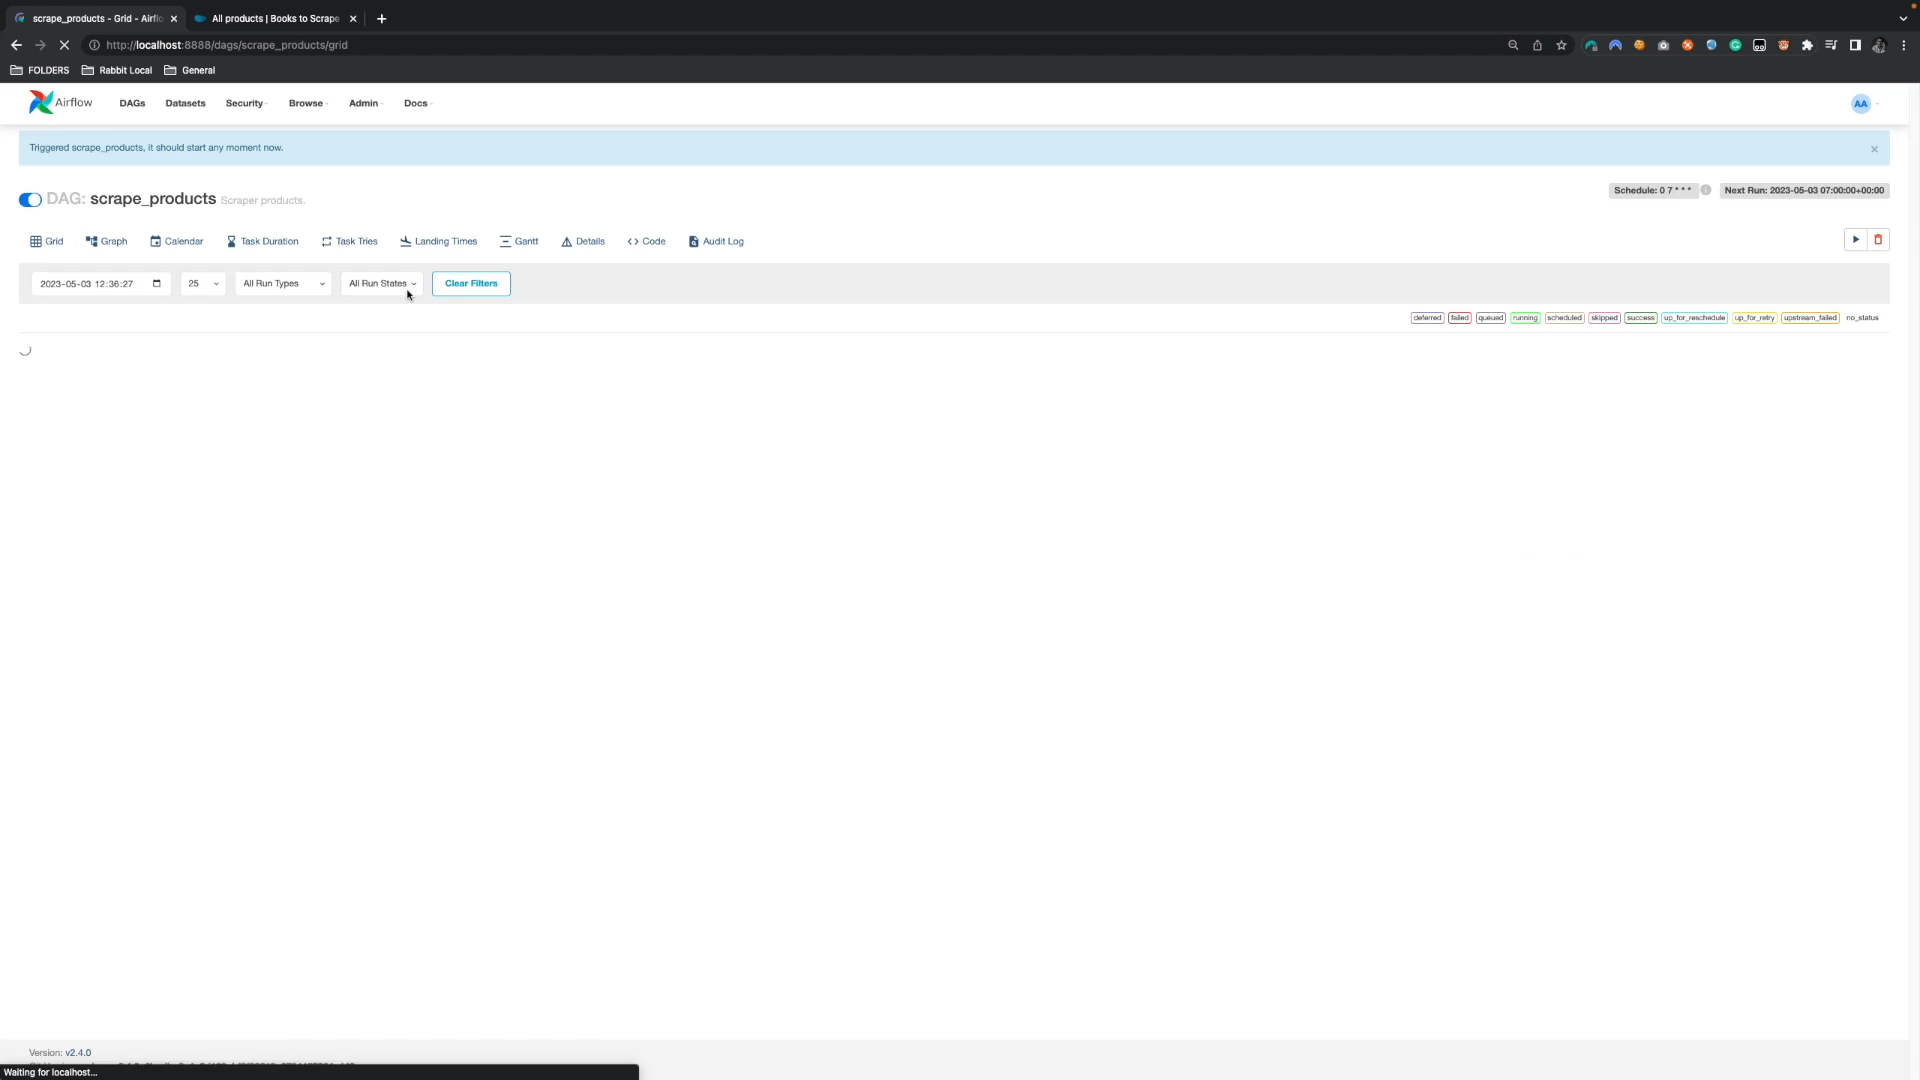 scrape_products - Grid - Airflo
All products | Books to Scrape
http://localhost:8888/dags/scrape_products/grid
FOLDERS Rabbit Local General
Airflow DAGs Datasets Security Browse Admin Docs AA
Triggered scrape_products, it should start any moment now.
DAG: scrape_products Scraper products.
Schedule: 0 7 * * * Next Run: 2023-05-03 07:00:00+00:00
Grid Graph Calendar Task Duration Task Tries Landing Times Gantt Details Code Audit Log
2023-05-03 12:36:27 25 All Run Types All Run States Clear Filters
deferred failed queued running scheduled skipped success up_for_reschedule up_for_retry upstream_failed no_status
Version: v2.4.0
Waiting for localhost...